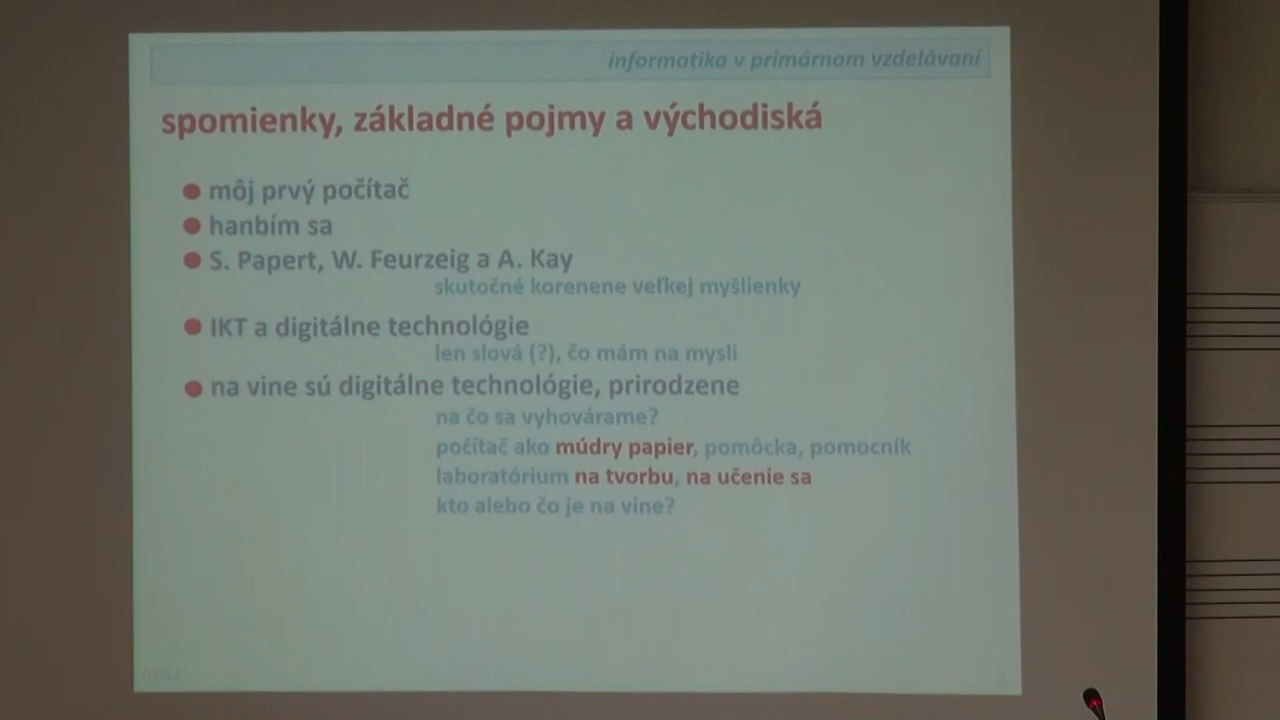 informatika v primárnom vzdelávaní
spomienky, základné pojmy a východiská
môj prvý počítač
hanbím sa
S. Papert, W. Feurzeig a A. Kay
skutočné korenene veľkej myšlienky
IKT a digitálne technológie
len slová (?), čo mám na mysli
na vine sú digitálne technológie, prirodzene
na čo sa vyhovárame?
počítač ako múdry papier, pomôcka, pomocník
laboratórium na tvorbu, na učenie sa
kto alebo čo je na vine?